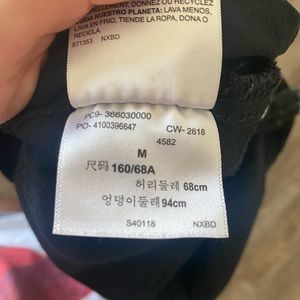 ELLEMENT, DONNEZ OU RECYCLEZ
NUESTRO PLANETA: LAVA MENOS,
LAVA EN FRIO, TIENDE LA ROPA, DONA O
RECICLA.
S71353 NXBD
PC9- 366030000
PO- 4100396647 CW- 2618
4582
M
尺码 160/68A
허리둘레 68cm
엉덩이둘레 94cm
S40118 NXBD